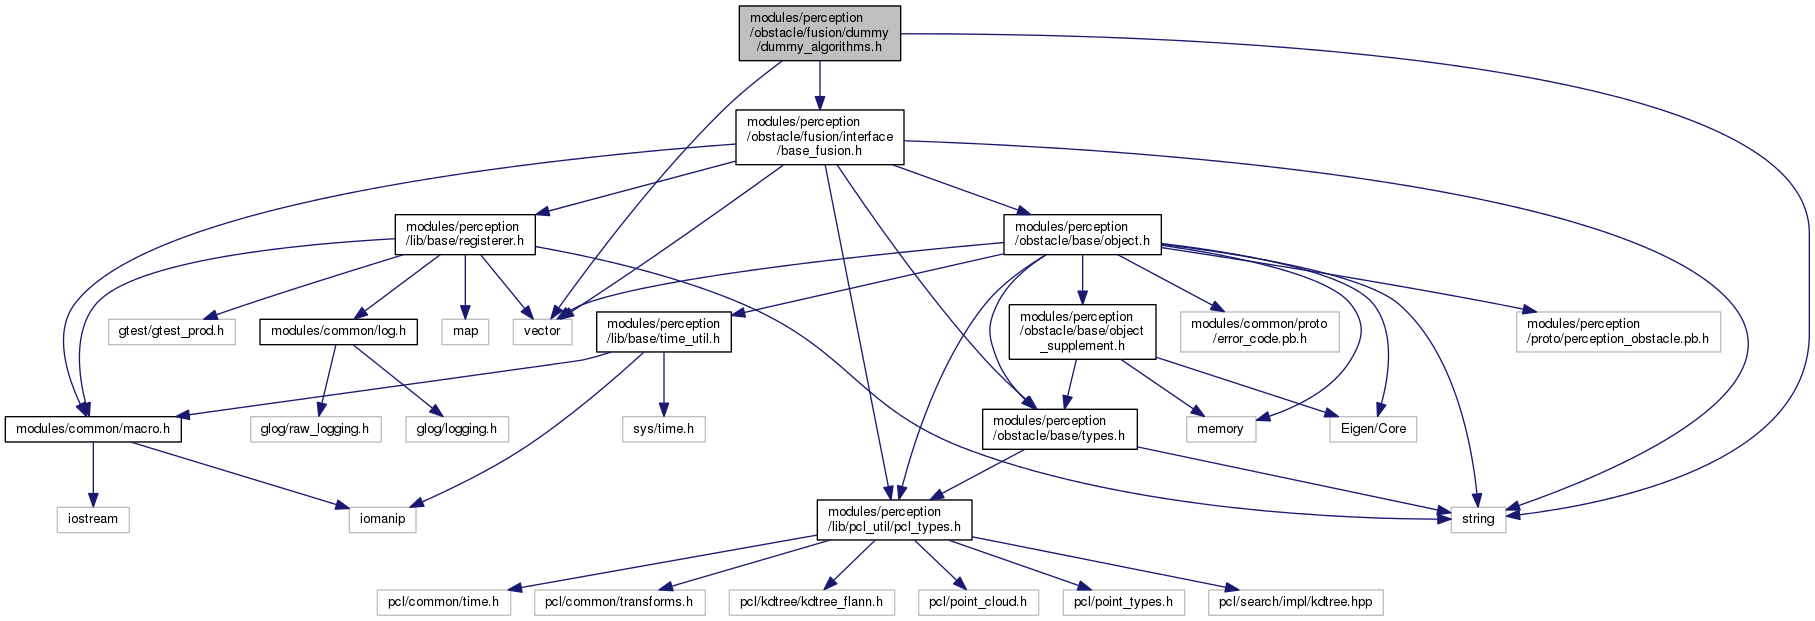 modules/perception
/obstacle/fusion/dummy
/dummy_algorithms.h
modules/perception
/obstacle/fusion/interface
/base_fusion.h
modules/perception
/lib/base/registerer.h
modules/perception
/obstacle/base/object.h
gtest/gtest_prod.h
modules/common/log.h
map
vector
modules/perception
/lib/base/time_util.h
modules/perception
/obstacle/base/object
_supplement.h
modules/common/proto
/error_code.pb.h
modules/perception
/proto/perception_obstacle.pb.h
modules/common/macro.h
glog/raw_logging.h
glog/logging.h
sys/time.h
modules/perception
/obstacle/base/types.h
memory
Eigen/Core
iostream
iomanip
modules/perception
/lib/pcl_util/pcl_types.h
string
pcl/common/time.h
pcl/common/transforms.h
pcl/kdtree/kdtree_flann.h
pcl/point_cloud.h
pcl/point_types.h
pcl/search/impl/kdtree.hpp